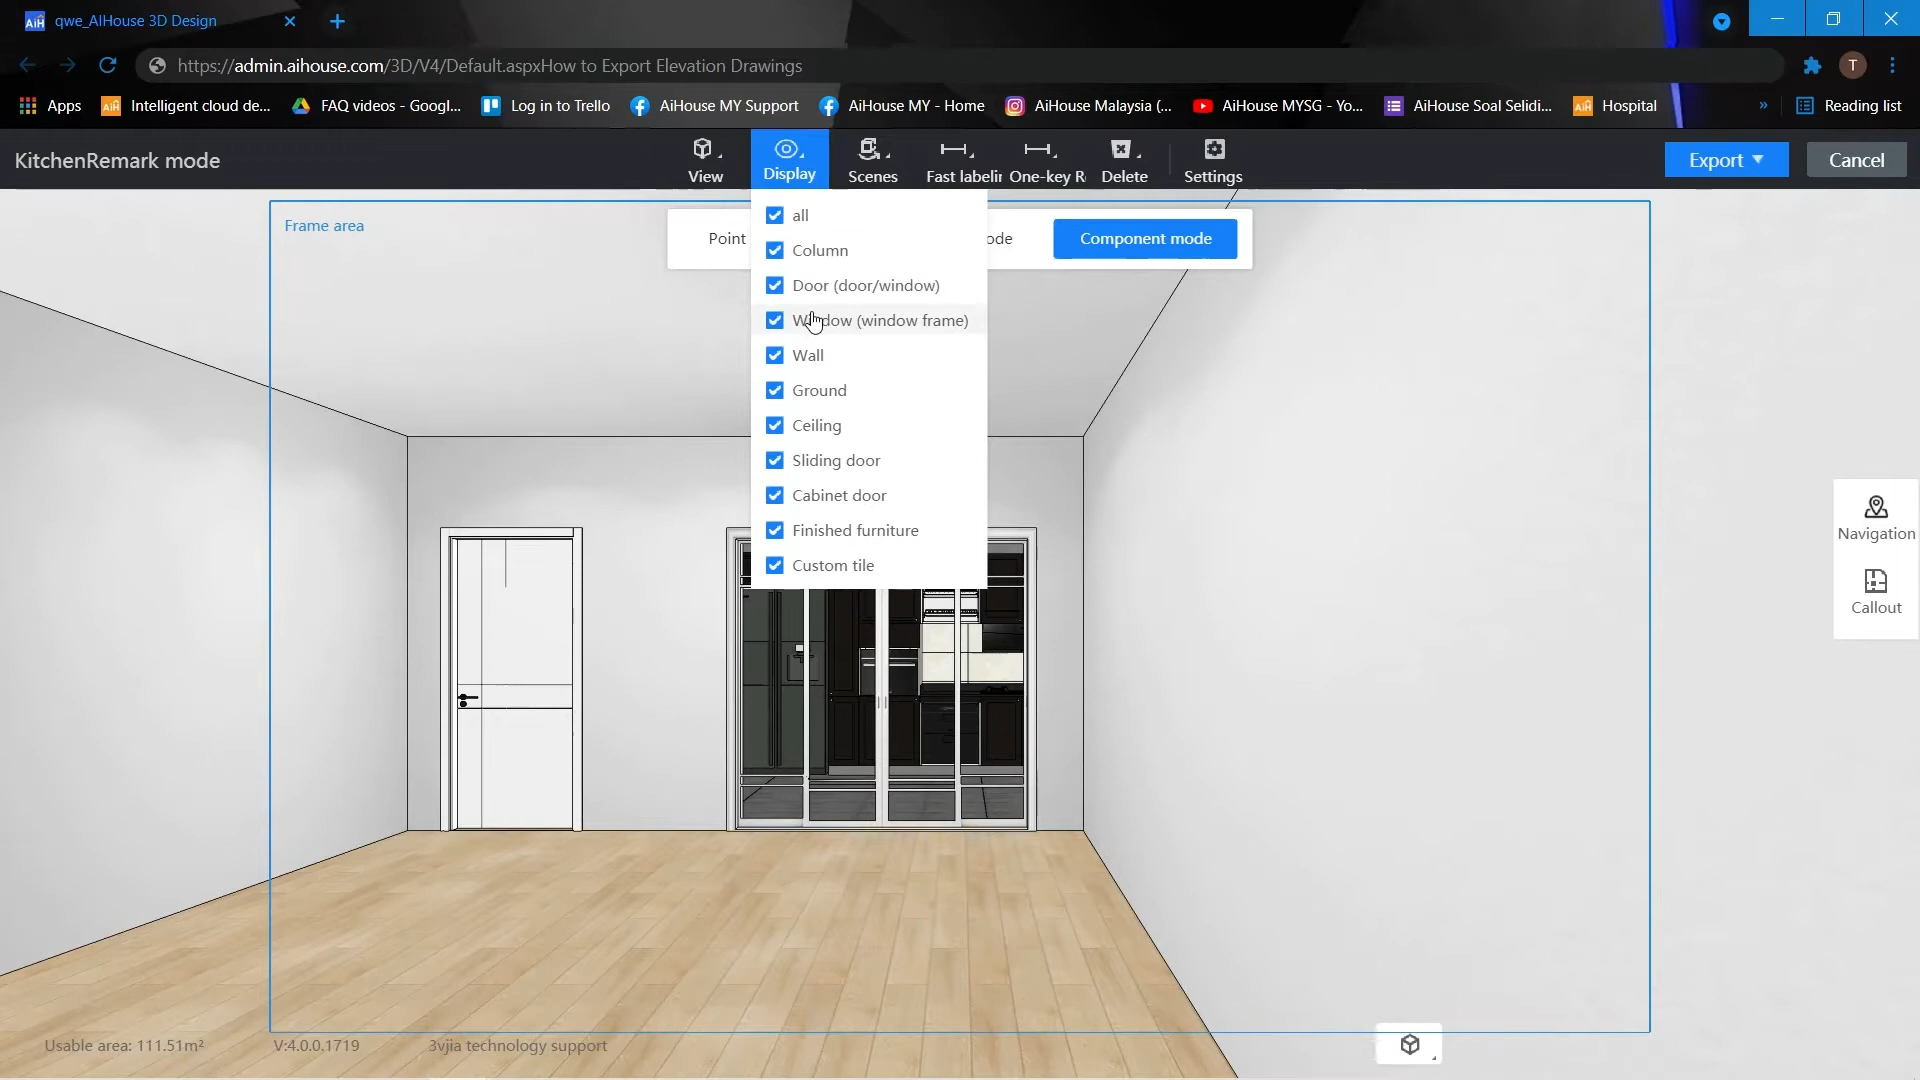 qwe_AIHouse 3D Design
https://admin.aihouse.com/3D/V4/Default.aspxHow to Export Elevation Drawings
T
Apps
AiH
Intelligent cloud de...
FAQ videos - Googl...
Log in to Trello
AiHouse MY Support
AiHouse MY - Home
AiHouse Malaysia (...
AiHouse MYSG - Yo...
AiHouse Soal Selidi...
AiH
Hospital
»
Reading list
KitchenRemark mode
View
Display
Scenes
Fast labelir
One-key R
Delete
Settings
Export
Cancel
Frame area
Point
ode
Component mode
all
Column
Door (door/window)
Window (window frame)
Wall
Ground
Ceiling
Sliding door
Cabinet door
Finished furniture
Custom tile
Navigation
Callout
Usable area: 111.51m²
V:4.0.0.1719
3vjia technology support